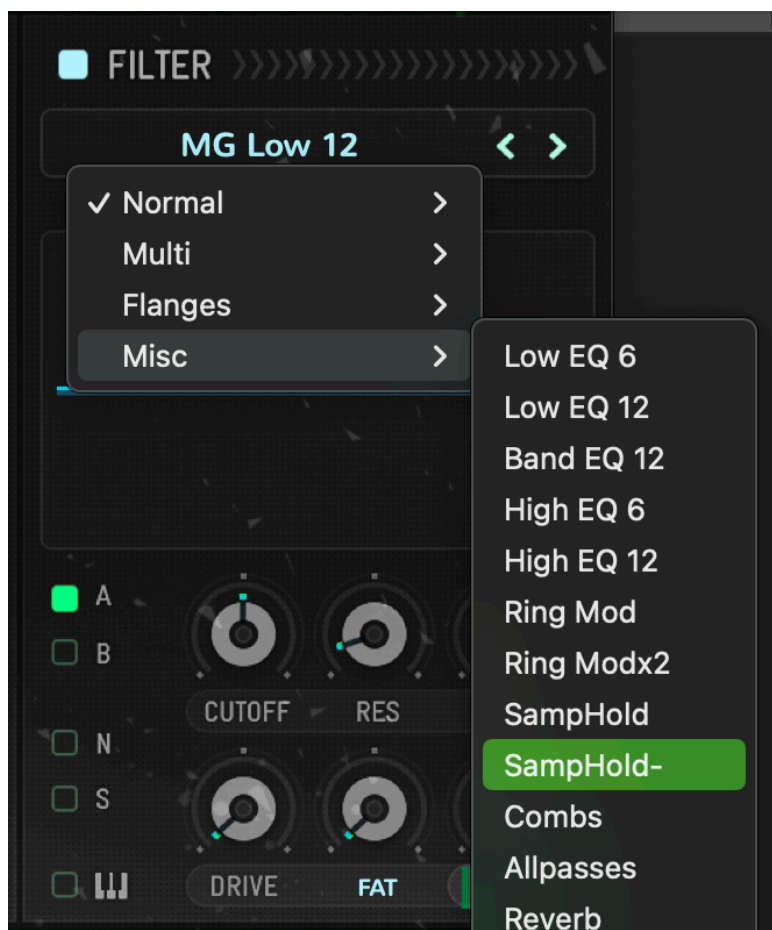 FILTER
MG Low 12
Normal
Multi
Flanges
Misc
Low EQ 6
Low EQ 12
Band EQ 12
High EQ 6
High EQ 12
Ring Mod
Ring Modx2
SampHold
SampHold-
Combs
Allpasses
Reverb
A
B
N
S
CUTOFF
RES
DRIVE
FAT